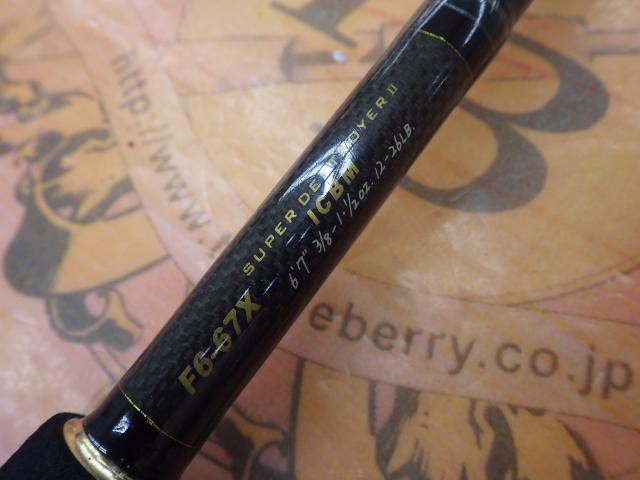 F6-67X
SUPER DESTROYER II
ICBM
6'7" 3/8-1·1/2oz. 12-26LB.
http://www.
eberry.co.jp
B